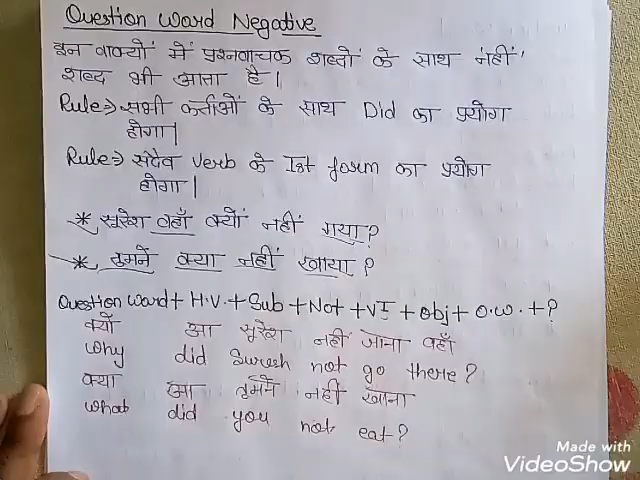 Question Word Negative
इन वाक्यों में प्रश्नवाचक शब्दों के साथ 'नहीं'
शब्द भी आता है।
Rule⇒ सभी कर्त्ताओं के साथ Did का प्रयोग
होगा।
Rule⇒ सदैव Verb के Ist form का प्रयोग
होगा।
* सुरेश वहाँ क्यों नहीं गया?
* तुमने क्या नहीं खाया?
Question Word + H.V. + Sub + Not + VI + Obj + O.W. + ?
क्यों आ सुरेश नहीं जाना वहाँ
Why did Suresh not go there?
क्या आ तुमने नहीं खाना
What did you not eat?
Made with
VideoShow